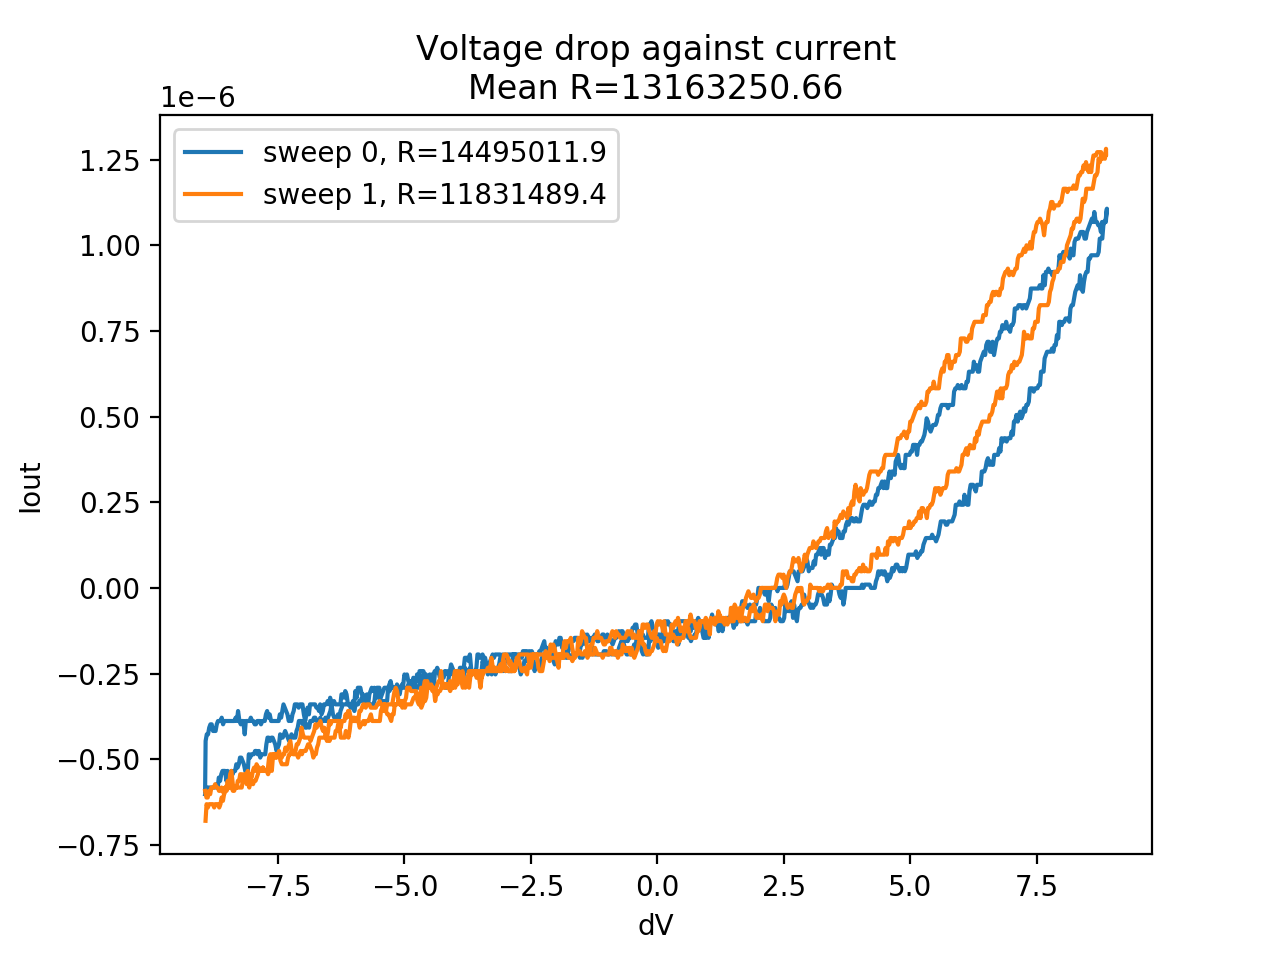 Voltage drop against current
Mean R=13163250.66
1e−6
sweep 0, R=14495011.9
sweep 1, R=11831489.4
1.25
1.00
0.75
0.50
0.25
0.00
−0.25
−0.50
−0.75
Iout
−7.5 −5.0 −2.5 0.0 2.5 5.0 7.5
dV